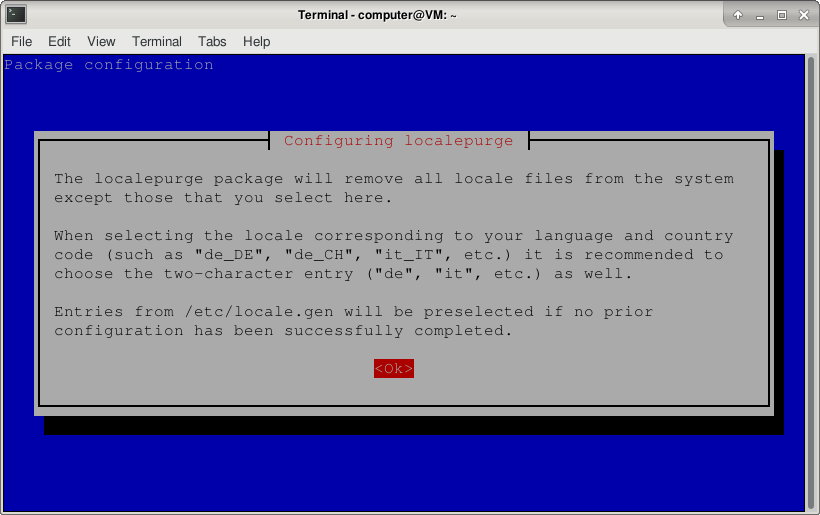 Terminal - computer@VM: ~
File Edit View Terminal Tabs Help
Package configuration
Configuring localepurge
The localepurge package will remove all locale files from the system
except those that you select here.
When selecting the locale corresponding to your language and country
code (such as "de_DE", "de_CH", "it_IT", etc.) it is recommended to
choose the two-character entry ("de", "it", etc.) as well.
Entries from /etc/locale.gen will be preselected if no prior
configuration has been successfully completed.
<Ok>